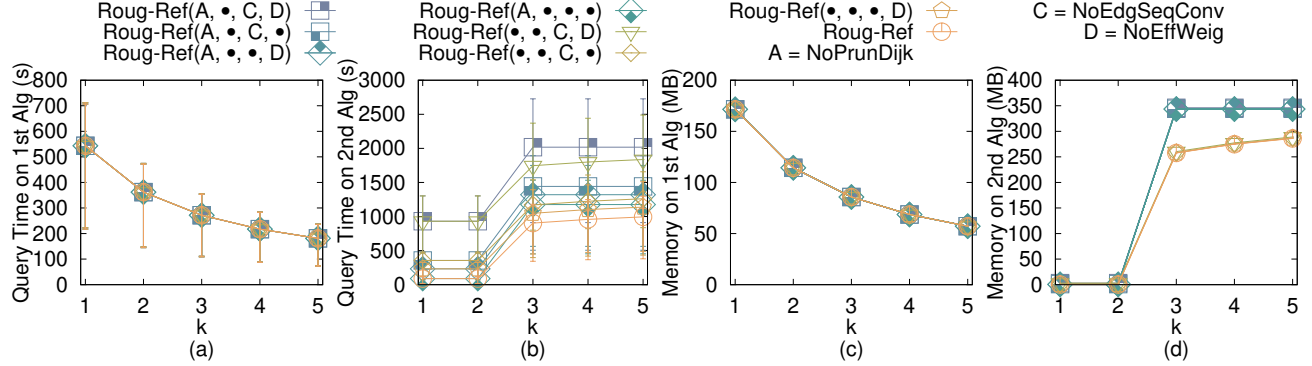 Roug-Ref(A, •, C, D)
Roug-Ref(A, •, C, •)
Roug-Ref(A, •, •, D)
Roug-Ref(A, •, •, •)
Roug-Ref(•, •, C, D)
Roug-Ref(•, •, C, •)
Roug-Ref(•, •, •, D)
Roug-Ref
A = NoPrunDijk
C = NoEdgSeqConv
D = NoEffWeig
Query Time on 1st Alg (s)
800
700
600
500
400
300
200
100
0
1 2 3 4 5
k
(a)
Query Time on 2nd Alg (s)
3000
2500
2000
1500
1000
500
0
1 2 3 4 5
k
(b)
Memory on 1st Alg (MB)
200
150
100
50
0
1 2 3 4 5
k
(c)
Memory on 2nd Alg (MB)
400
350
300
250
200
150
100
50
0
1 2 3 4 5
k
(d)